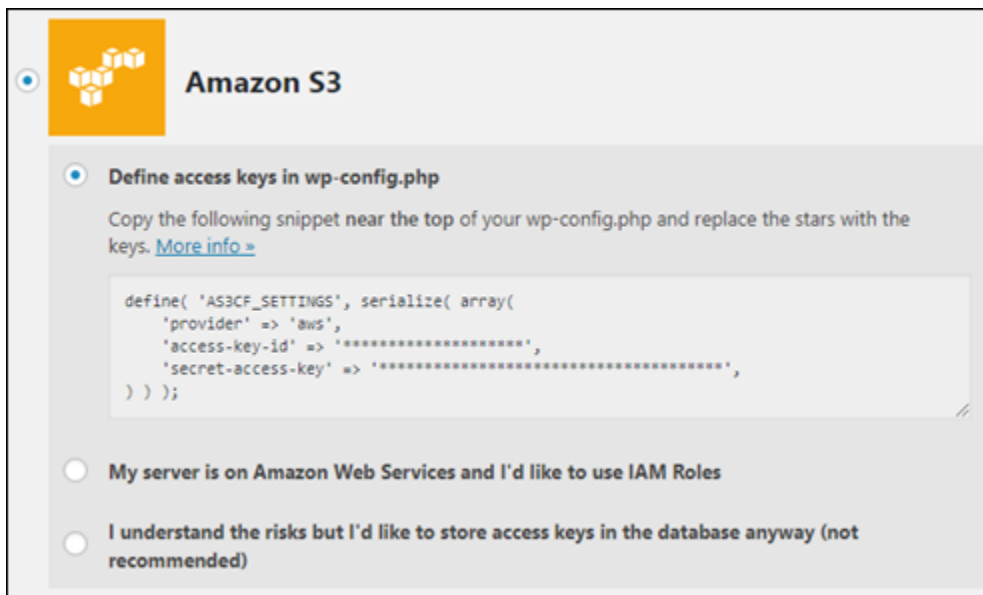 Amazon S3
Define access keys in wp-config.php
Copy the following snippet near the top of your wp-config.php and replace the stars with the
keys. More info »
define( 'AS3CF_SETTINGS', serialize( array(
    'provider' => 'aws',
    'access-key-id' => '********************',
    'secret-access-key' => '**************************************',
) ) );
My server is on Amazon Web Services and I'd like to use IAM Roles
I understand the risks but I'd like to store access keys in the database anyway (not
recommended)